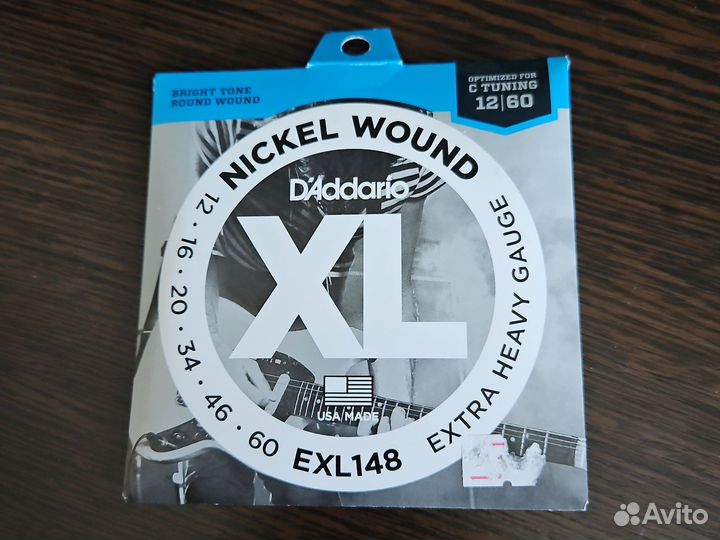 BRIGHT TONE
ROUND WOUND
OPTIMIZED FOR
C TUNING
12|60
NICKEL WOUND
D'Addario
XL
12 · 16 · 20 · 34 · 46 · 60
EXTRA HEAVY GAUGE
USA MADE
EXL148
Avito